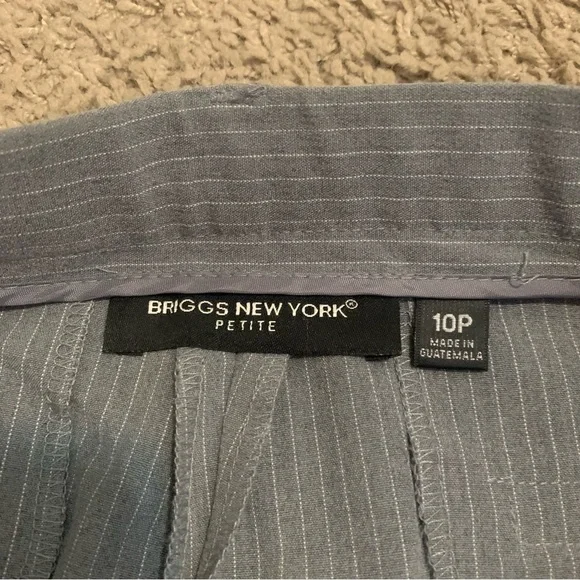 BRIGGS NEW YORK®
PETITE
10P
MADE IN
GUATEMALA